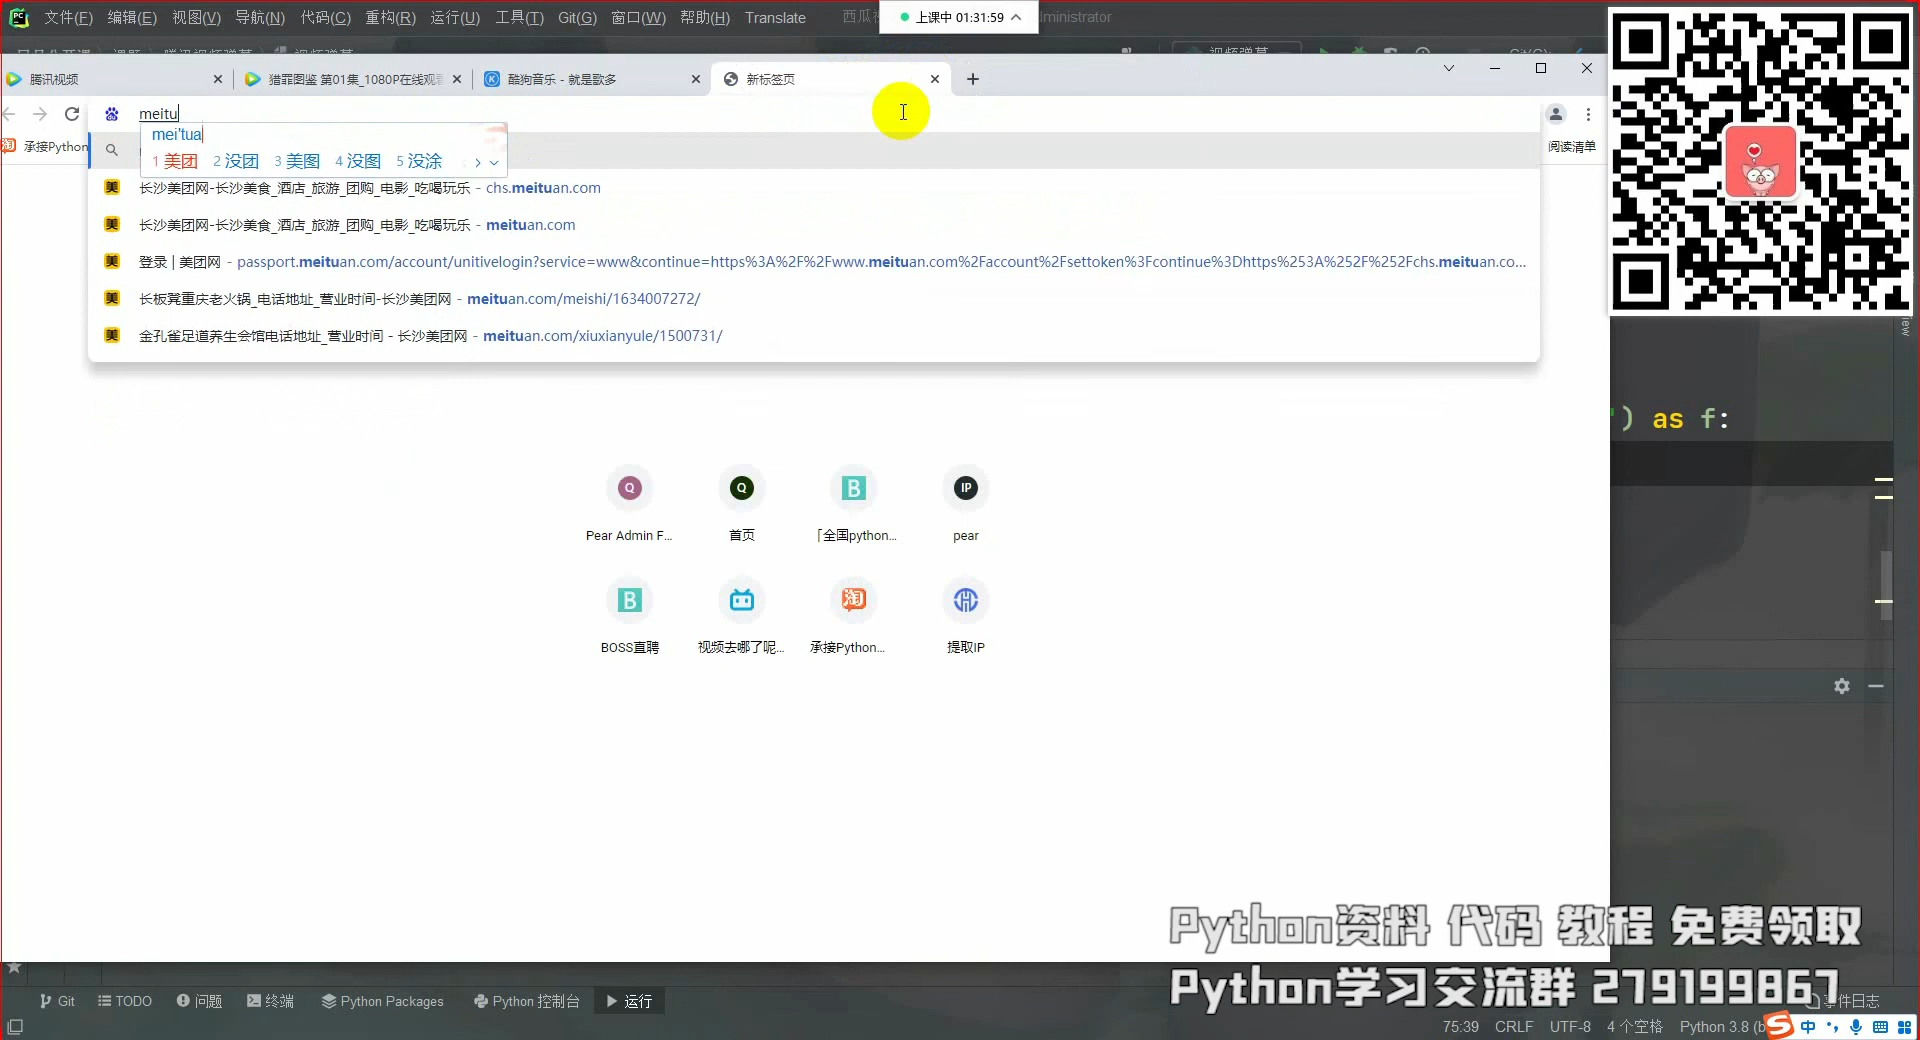 文件(F) 编辑(E) 视图(V) 导航(N) 代码(C) 重构(R) 运行(U) 工具(T) Git(G) 窗口(W) 帮助(H) Translate
上课中 01:31:59
腾讯视频
猎罪图鉴 第01集_1080P在线观看
酷狗音乐 - 就是歌多
新标签页
meitu
mei'tua
承接Python
1 美团 2 没团 3 美图 4 没图 5 没涂
阅读清单
长沙美团网-长沙美食_酒店_旅游_团购_电影_吃喝玩乐 - chs.meituan.com
长沙美团网-长沙美食_酒店_旅游_团购_电影_吃喝玩乐 - meituan.com
登录 | 美团网 - passport.meituan.com/account/unitivelogin?service=www&continue=https%3A%2F%2Fwww.meituan.com%2Faccount%2Fsettoken%3Fcontinue%3Dhttps%253A%252F%252Fchs.meituan.co...
长板凳重庆老火锅_电话地址_营业时间-长沙美团网 - meituan.com/meishi/1634007272/
金孔雀足道养生会馆电话地址_营业时间 - 长沙美团网 - meituan.com/xiuxianyule/1500731/
) as f:
Pear Admin F...
首页
「全国python...
pear
BOSS直聘
视频去哪了呢...
承接Python...
提取IP
Python资料 代码 教程 免费领取
Python学习交流群 279199867
Git TODO 问题 终端 Python Packages Python 控制台 运行 事件日志
75:39 CRLF UTF-8 4 个空格 Python 3.8 (b
中